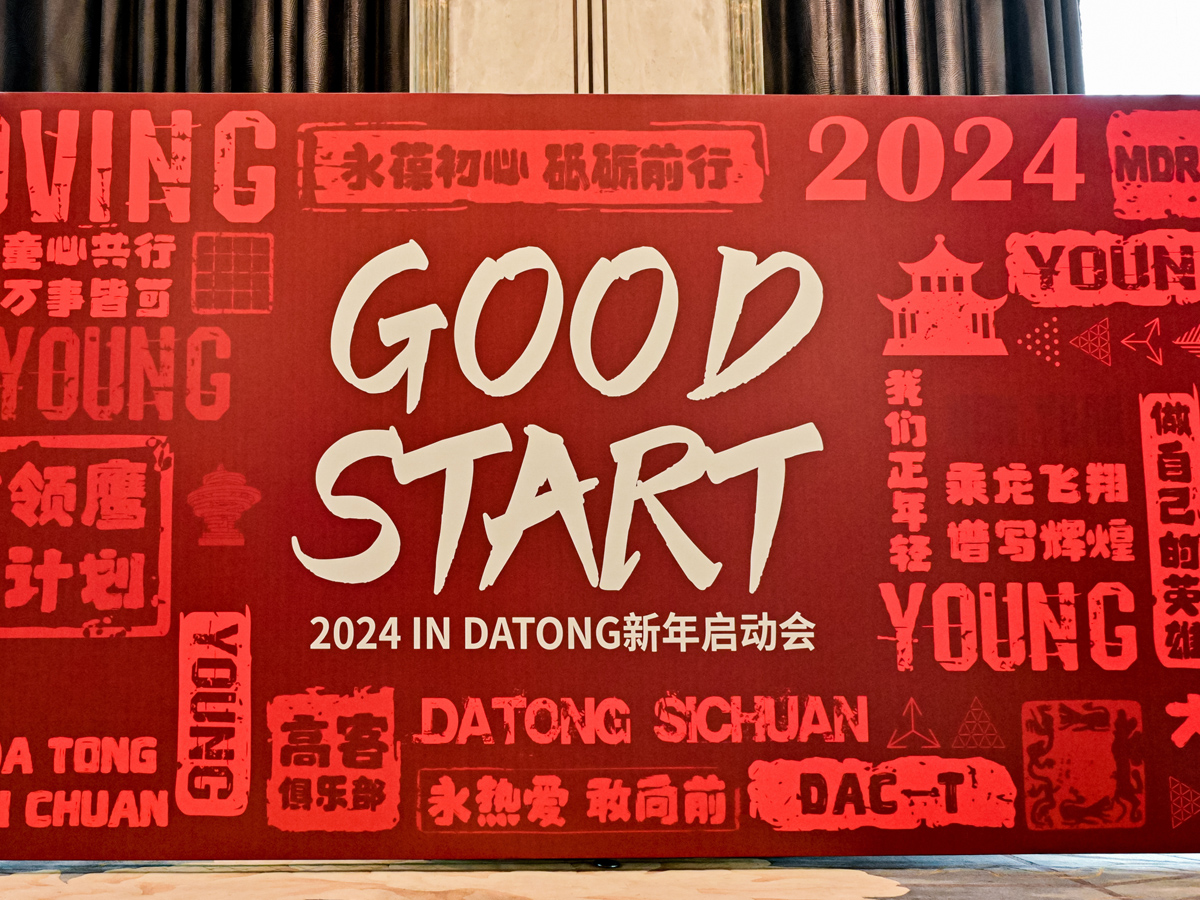 OVING
永葆初心 砥砺前行
2024
MDR
童心共行
万事皆可
YOUNG
YOUNG
GOOD
START
2024 IN DATONG新年启动会
领鹰
计划
YOUNG
我们正年轻
乘龙飞翔
谱写辉煌
做自己的英雄
YOUNG
DATONG SICHUAN
DA TONG
CHUAN
高客
俱乐部
永热爱 敢向前
DAC-T